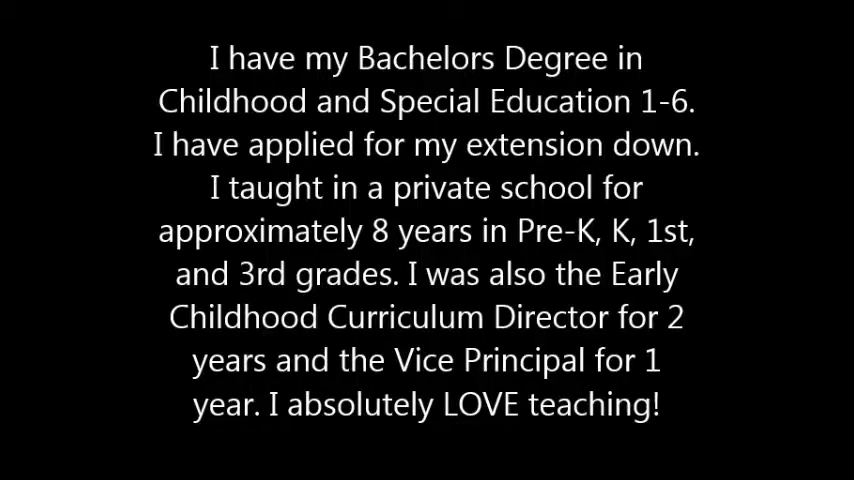 I have my Bachelors Degree in
Childhood and Special Education 1-6.
I have applied for my extension down.
I taught in a private school for
approximately 8 years in Pre-K, K, 1st,
and 3rd grades. I was also the Early
Childhood Curriculum Director for 2
years and the Vice Principal for 1
year. I absolutely LOVE teaching!